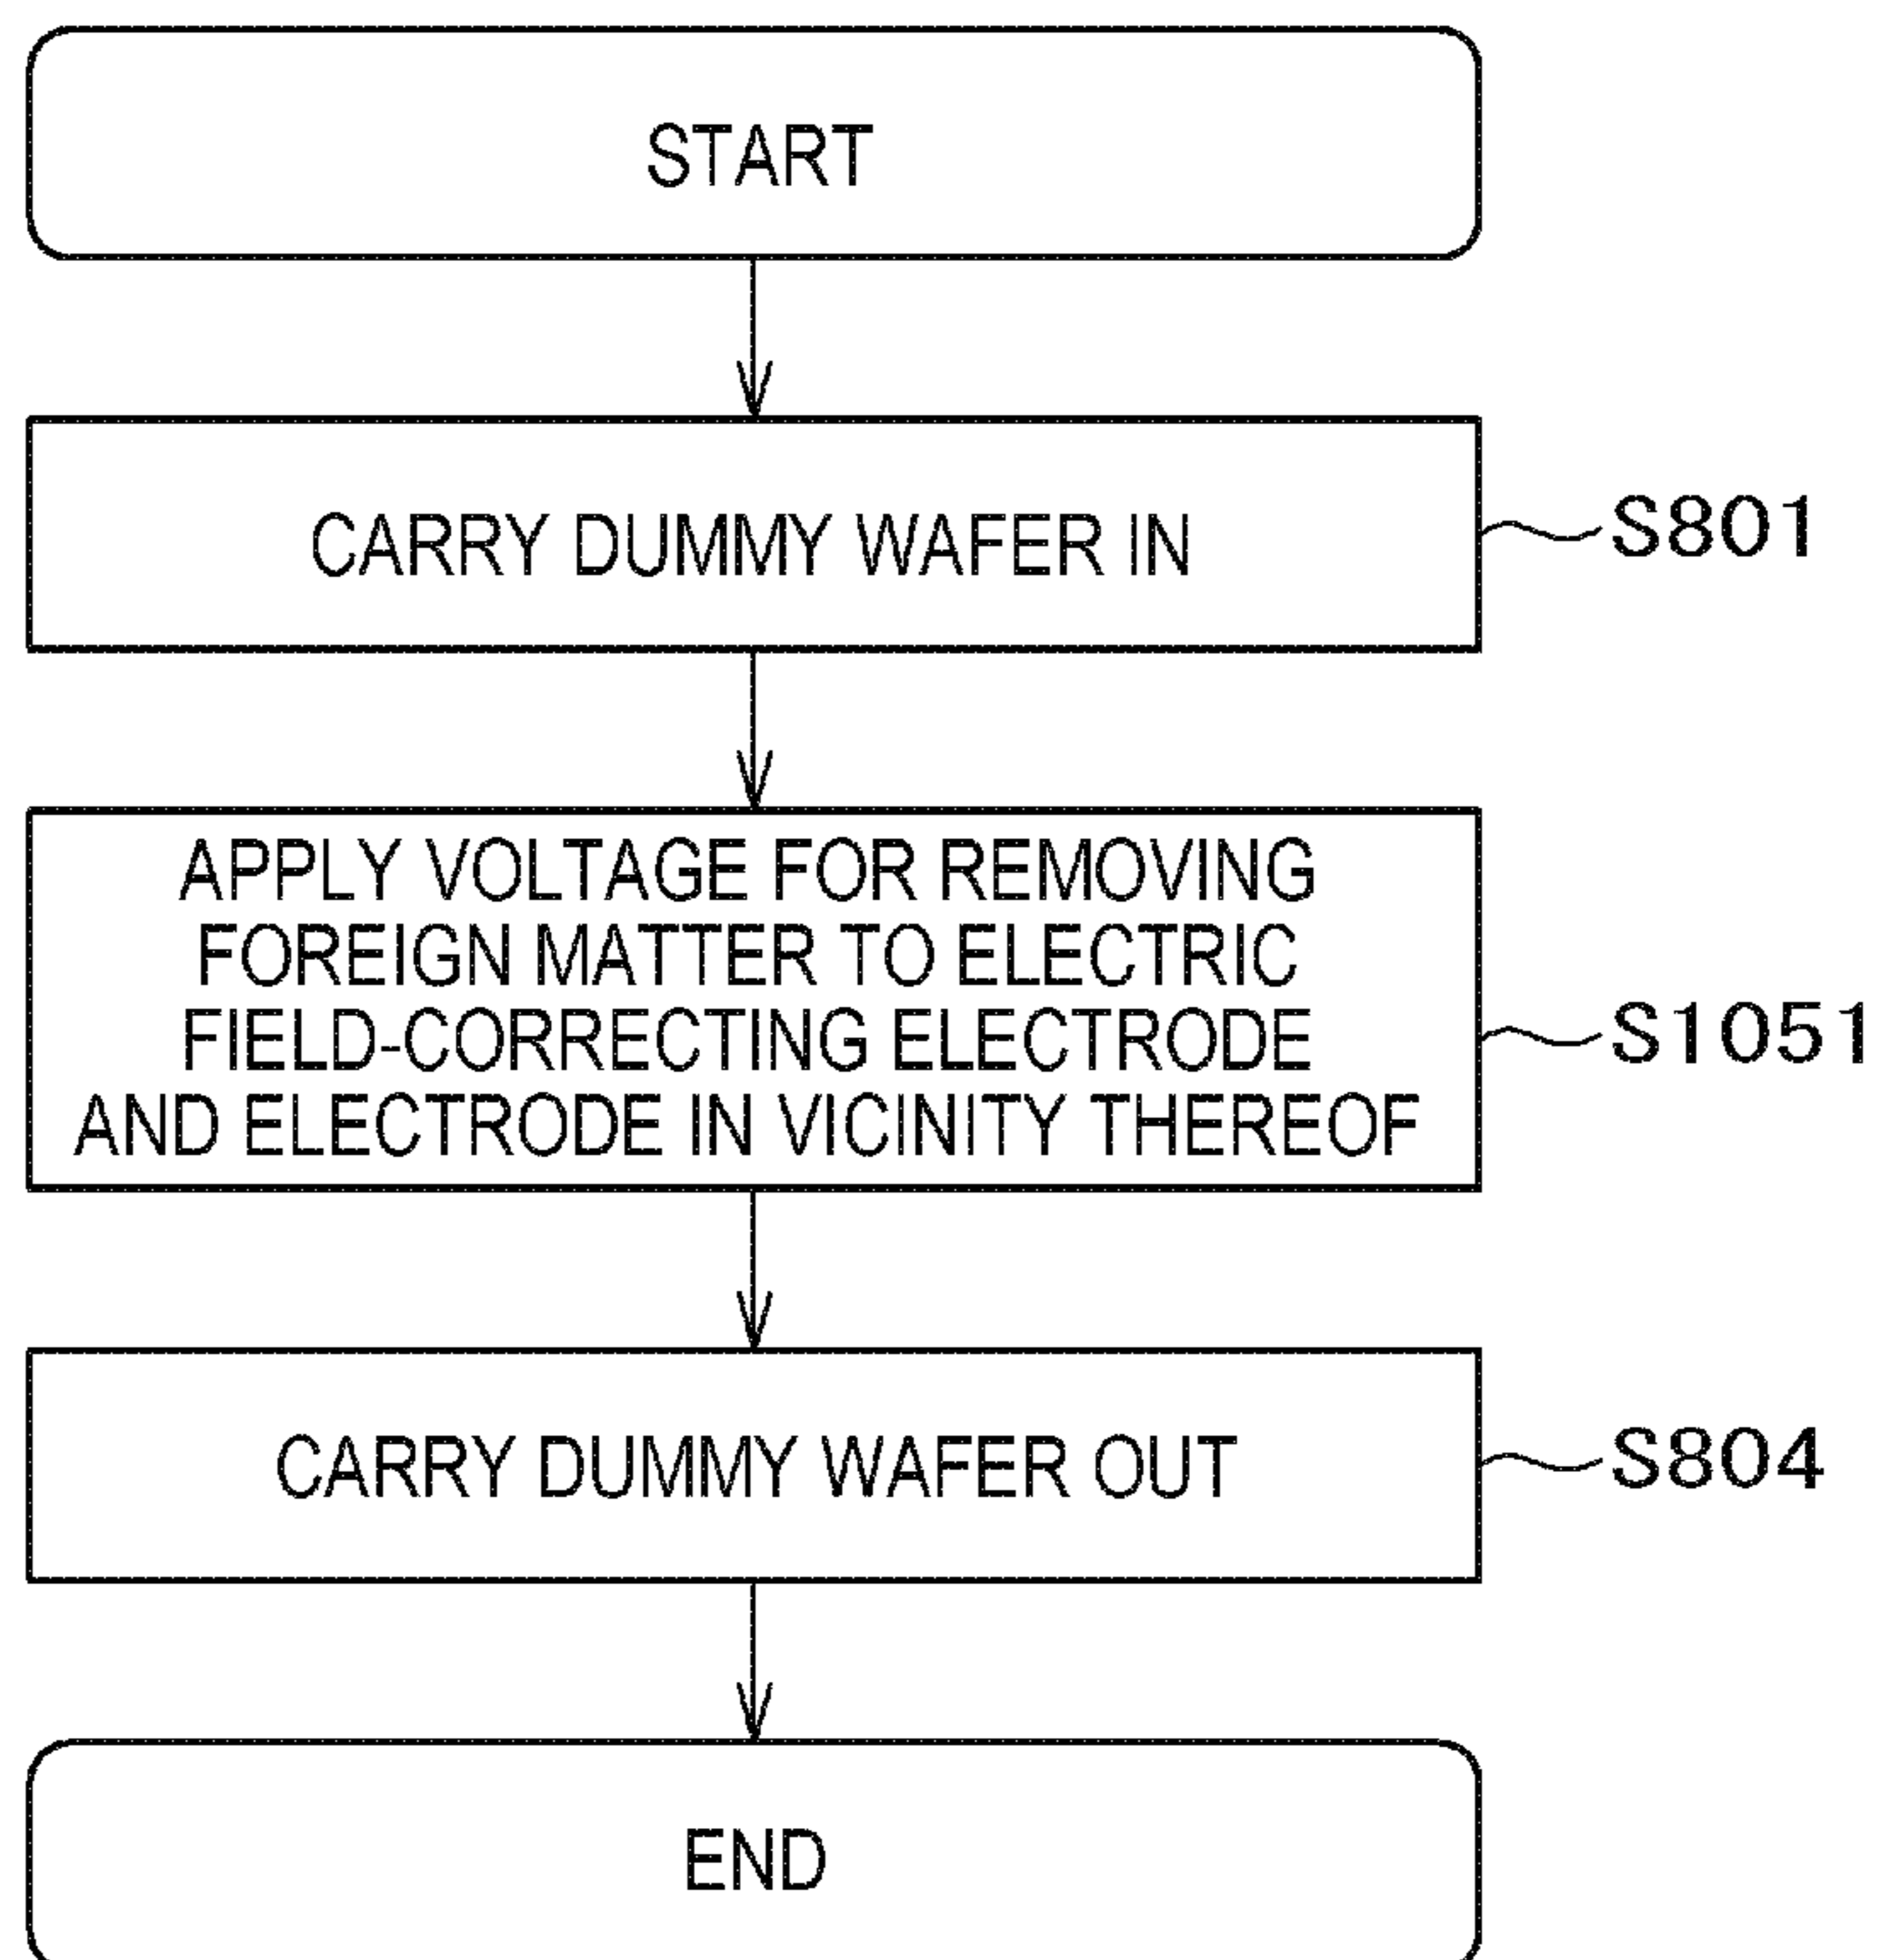 START
CARRY DUMMY WAFER IN
S801
APPLY VOLTAGE FOR REMOVING
FOREIGN MATTER TO ELECTRIC
FIELD-CORRECTING ELECTRODE
AND ELECTRODE IN VICINITY THEREOF
S1051
CARRY DUMMY WAFER OUT
S804
END